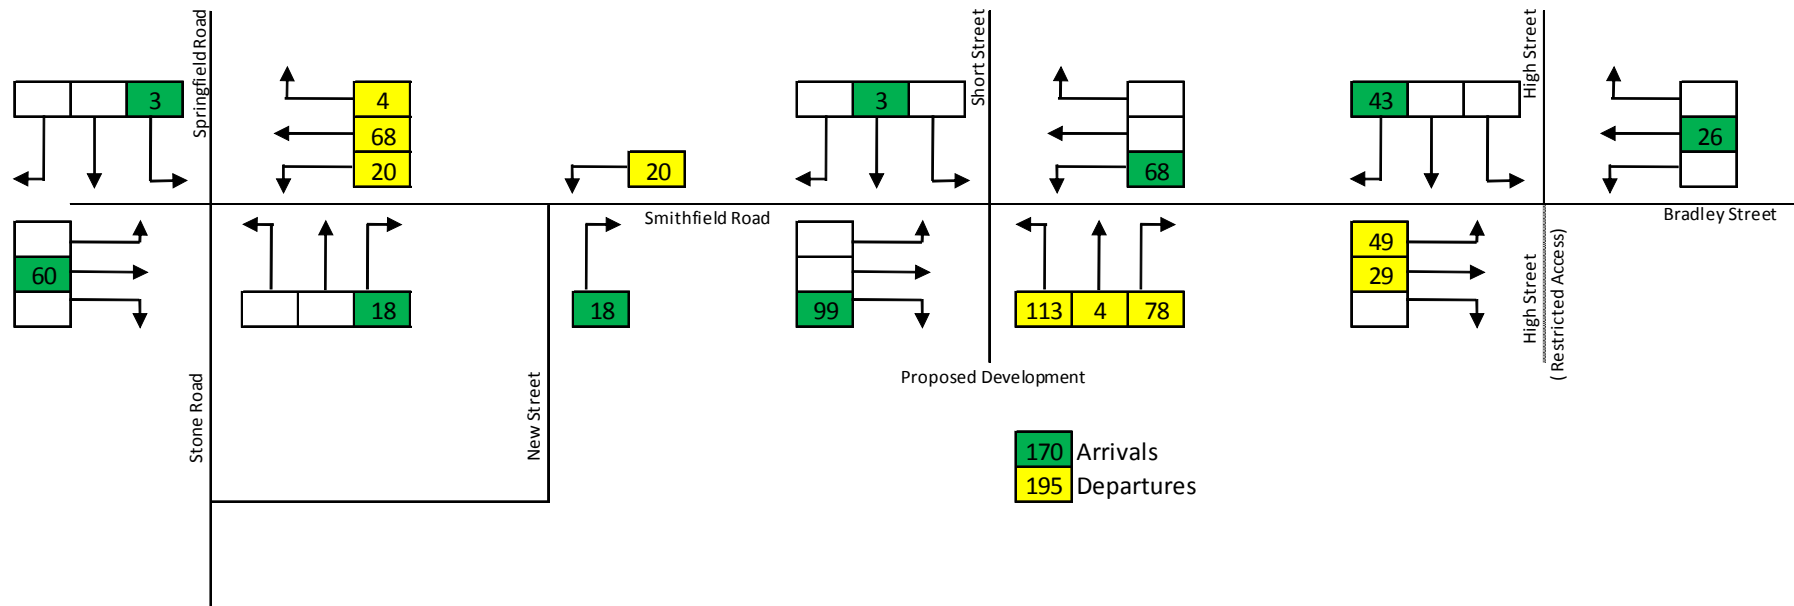 Springfield Road
Short Street
High Street
3
4
68
20
20
3
68
43
26
Smithfield Road
Bradley Street
60
18
18
99
113 4 78
49
29
High Street
( Restricted Access)
Stone Road
New Street
Proposed Development
170 Arrivals
195 Departures